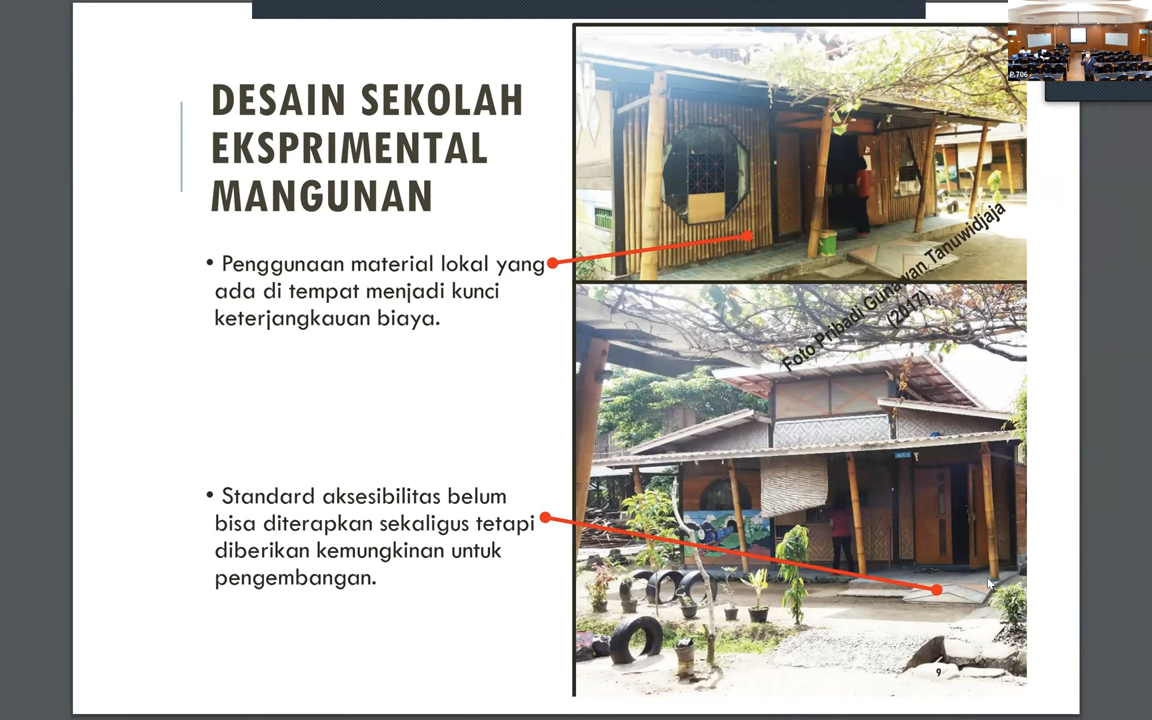 DESAIN SEKOLAH
EKSPRIMENTAL
MANGUNAN
• Penggunaan material lokal yang
ada di tempat menjadi kunci
keterjangkauan biaya.
• Standard aksesibilitas belum
bisa diterapkan sekaligus tetapi
diberikan kemungkinan untuk
pengembangan.
Foto Pribadi Gunawan Tanuwidjaja
(2017).
9
P.706